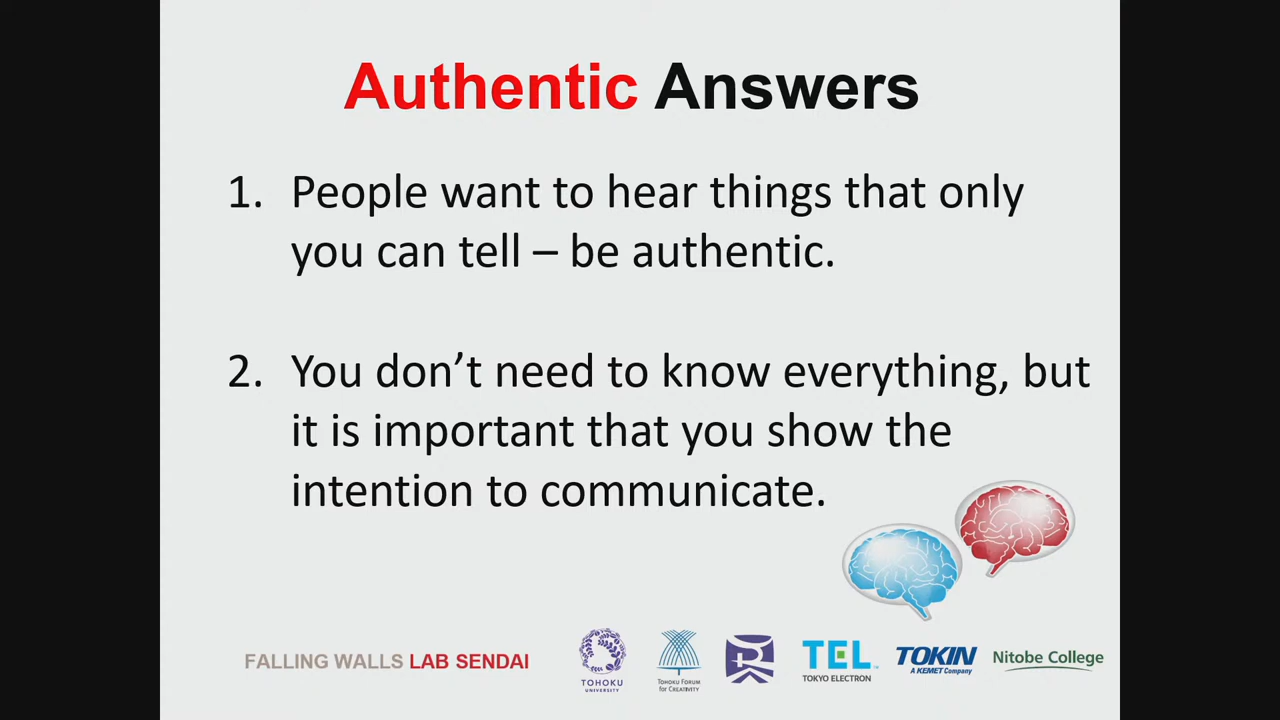 Authentic Answers
1. People want to hear things that only
you can tell – be authentic.
2. You don't need to know everything, but
it is important that you show the
intention to communicate.
FALLING WALLS LAB SENDAI
TOHOKU
UNIVERSITY
TOHOKU FORUM
for CREATIVITY
TEL™
TOKYO ELECTRON
TOKIN
A KEMET Company
Nitobe College